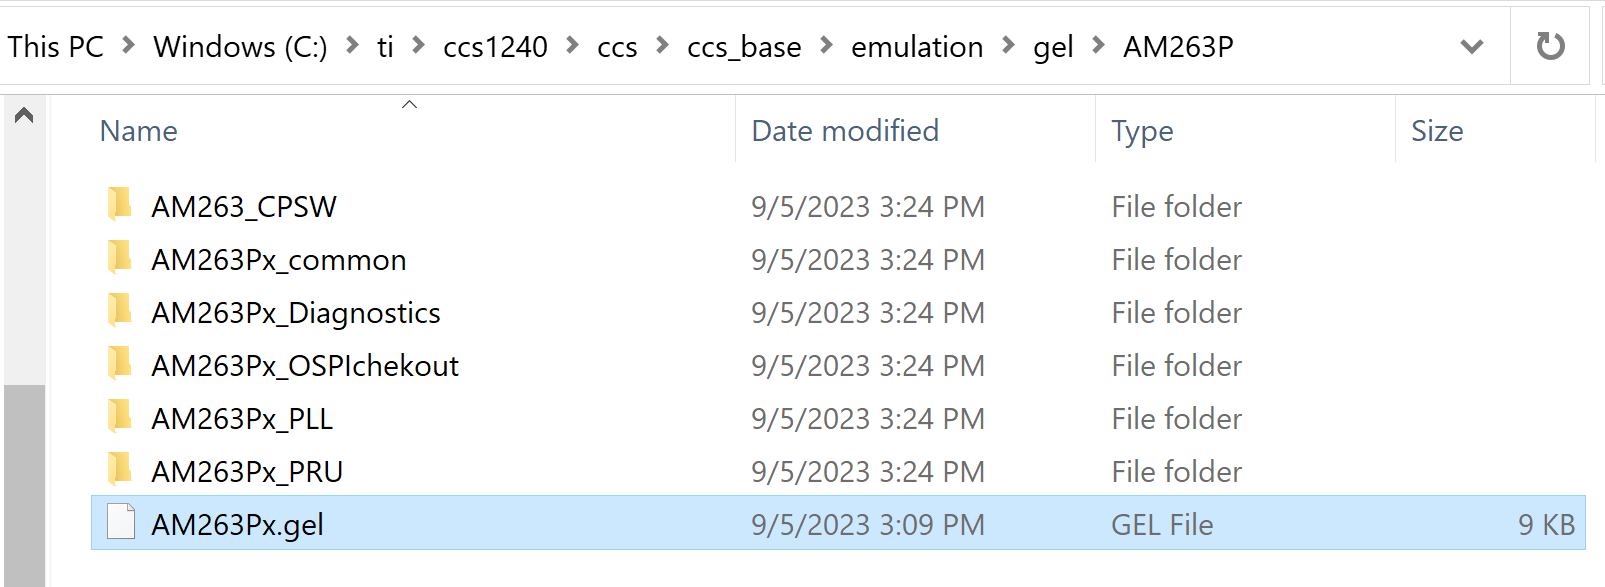 This PC > Windows (C:) > ti > ccs1240 > ccs > ccs_base > emulation > gel > AM263P
Name Date modified Type Size
AM263_CPSW 9/5/2023 3:24 PM File folder
AM263Px_common 9/5/2023 3:24 PM File folder
AM263Px_Diagnostics 9/5/2023 3:24 PM File folder
AM263Px_OSPIchekout 9/5/2023 3:24 PM File folder
AM263Px_PLL 9/5/2023 3:24 PM File folder
AM263Px_PRU 9/5/2023 3:24 PM File folder
AM263Px.gel 9/5/2023 3:09 PM GEL File 9 KB